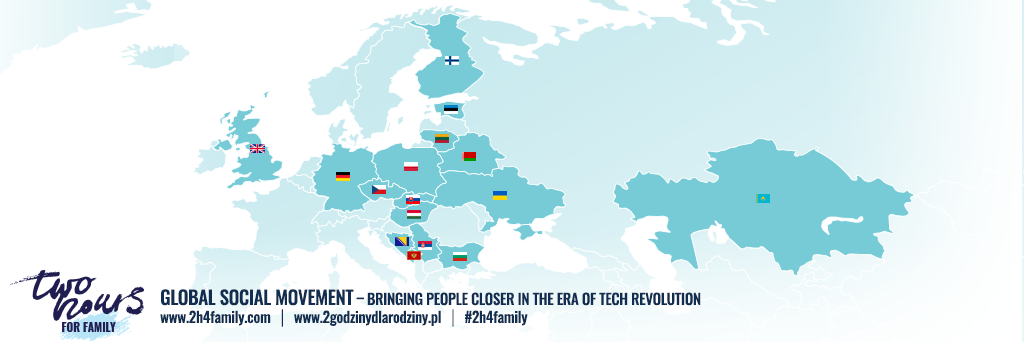 two
hours
FOR FAMILY
GLOBAL SOCIAL MOVEMENT – BRINGING PEOPLE CLOSER IN THE ERA OF TECH REVOLUTION
www.2h4family.com | www.2godzinydlarodziny.pl | #2h4family